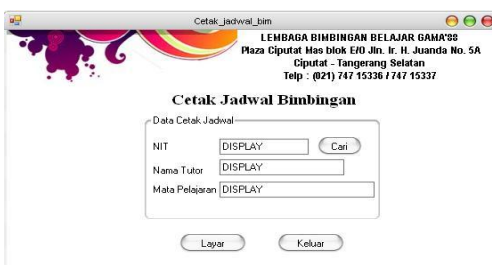 Cetak_jadwal_bim
LEMBAGA BIMBINGAN BELAJAR GAMA'88
Plaza Ciputat Mas blok E/0 Jln. Ir. H. Juanda No. 5A
Ciputat - Tangerang Selatan
Telp : (021) 747 15336 / 747 15337
Cetak Jadwal Bimbingan
Data Cetak Jadwal
NIT DISPLAY Cari
Nama Tutor DISPLAY
Mata Pelajaran DISPLAY
Layar Keluar